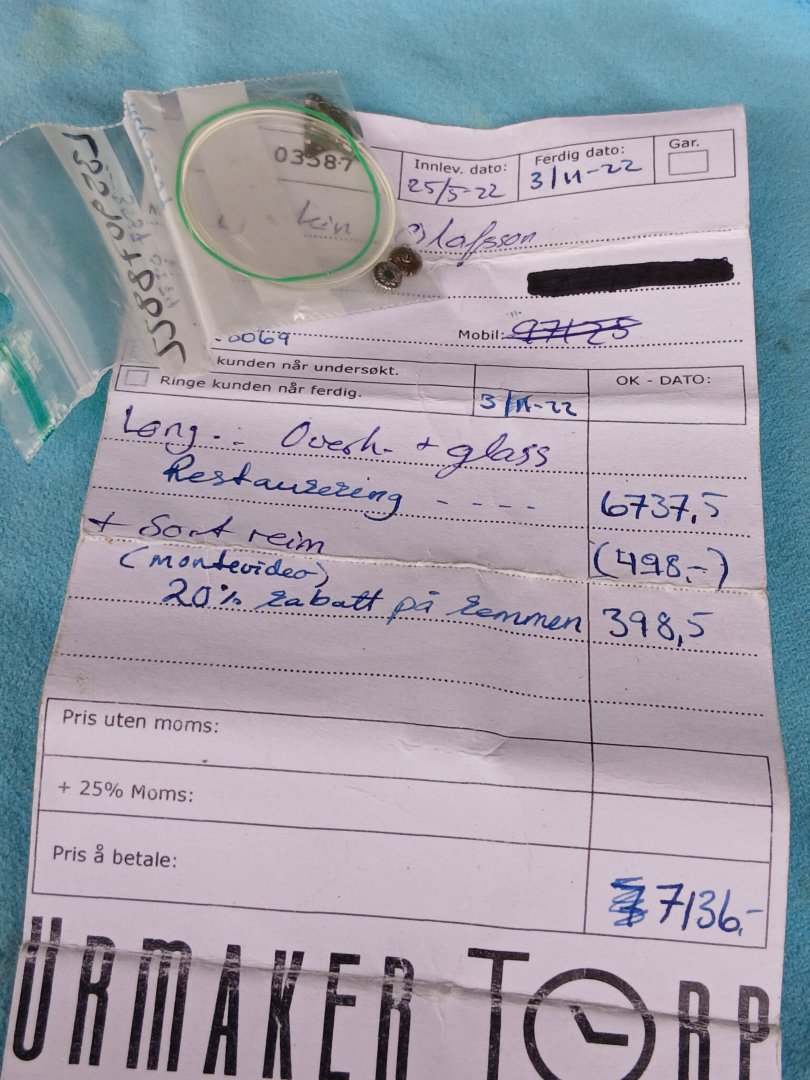 03587
Innlev. dato:
25/5-22
Ferdig dato:
3/11-22
Gar.
Olafsson
0069
Mobil:
kunden når undersøkt.
Ringe kunden når ferdig.
3/11-22
OK - DATO:
Long.: Overh. + glass
Restaurering - - - - 6737,5
+ Sort reim (498,-)
(montevideo)
20% rabatt på remmen 398,5
Pris uten moms:
+ 25% Moms:
Pris å betale: 7136,-
URMAKER TORP